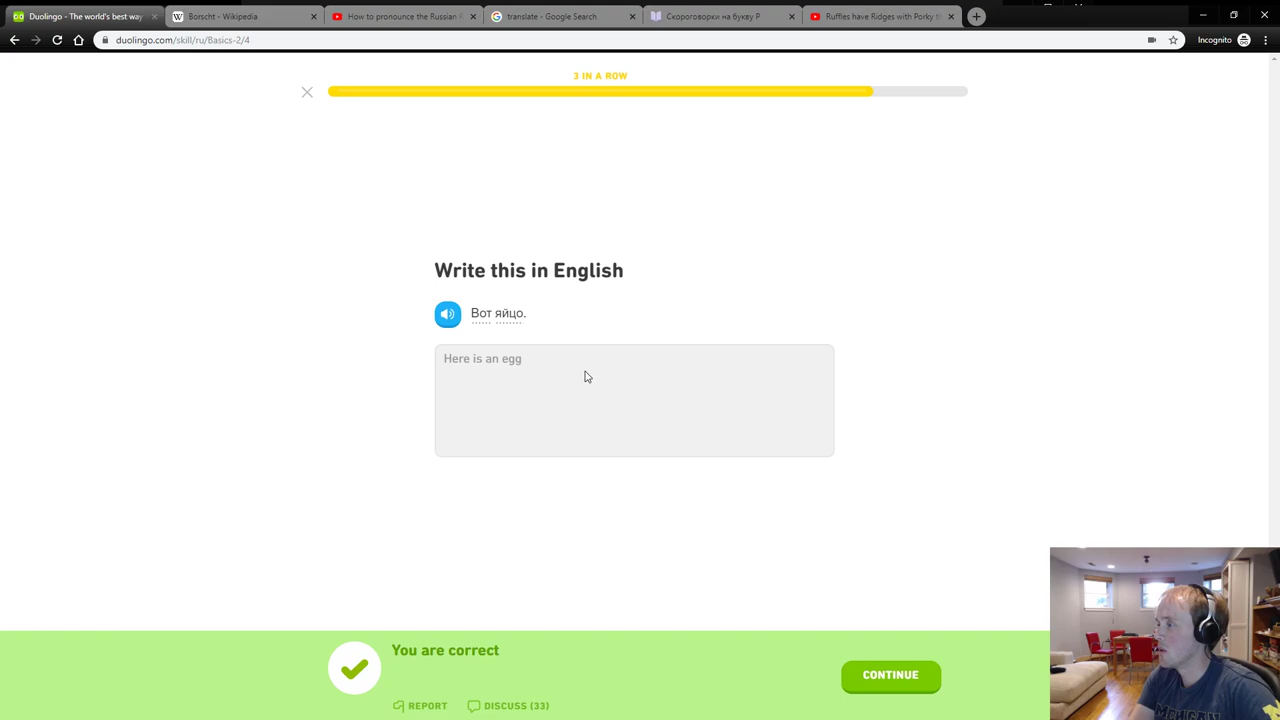 Duolingo - The world's best way
Borscht - Wikipedia
How to pronounce the Russian
translate - Google Search
Скороговорки на букву Р
Ruffles have Ridges with Porky
duolingo.com/skill/ru/Basics-2/4
Incognito
3 IN A ROW
Write this in English
Вот яйцо.
Here is an egg
You are correct
REPORT
DISCUSS (33)
CONTINUE